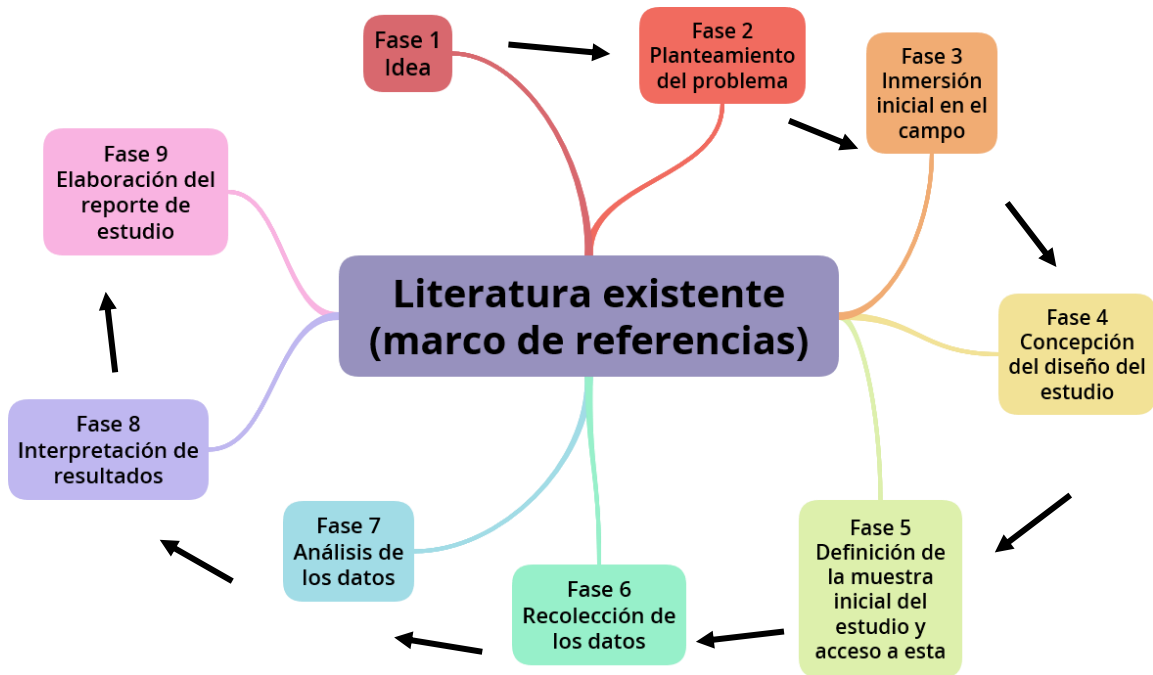 Fase 1
Idea
Fase 2
Planteamiento
del problema
Fase 3
Inmersión
inicial en el
campo
Fase 9
Elaboración del
reporte de
estudio
Literatura existente
(marco de referencias)
Fase 4
Concepción
del diseño del
estudio
Fase 8
Interpretación de
resultados
Fase 7
Análisis de
los datos
Fase 6
Recolección de
los datos
Fase 5
Definición de
la muestra
inicial del
estudio y
acceso a esta